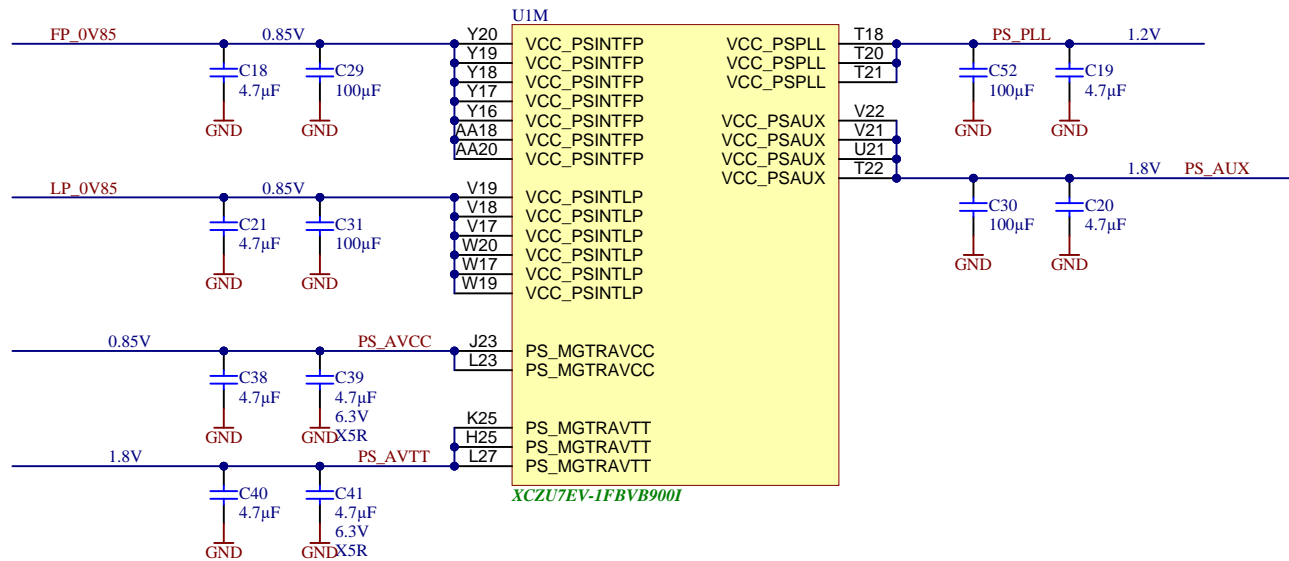 U1M
FP_0V85
0.85V
C18
4.7µF
GND
C29
100µF
GND
Y20
Y19
Y18
Y17
Y16
AA18
AA20
VCC_PSINTFP
VCC_PSINTFP
VCC_PSINTFP
VCC_PSINTFP
VCC_PSINTFP
VCC_PSINTFP
VCC_PSINTFP
LP_0V85
0.85V
C21
4.7µF
GND
C31
100µF
GND
V19
V18
V17
W20
W17
W19
VCC_PSINTLP
VCC_PSINTLP
VCC_PSINTLP
VCC_PSINTLP
VCC_PSINTLP
VCC_PSINTLP
0.85V
PS_AVCC
C38
4.7µF
GND
C39
4.7µF
6.3V
X5R
GND
J23
L23
PS_MGTRAVCC
PS_MGTRAVCC
1.8V
PS_AVTT
C40
4.7µF
GND
C41
4.7µF
6.3V
X5R
GND
K25
H25
L27
PS_MGTRAVTT
PS_MGTRAVTT
PS_MGTRAVTT
VCC_PSPLL
VCC_PSPLL
VCC_PSPLL
T18
T20
T21
PS_PLL
1.2V
C52
100µF
GND
C19
4.7µF
GND
VCC_PSAUX
VCC_PSAUX
VCC_PSAUX
VCC_PSAUX
V22
V21
U21
T22
1.8V
PS_AUX
C30
100µF
GND
C20
4.7µF
GND
XCZU7EV-1FBVB900I